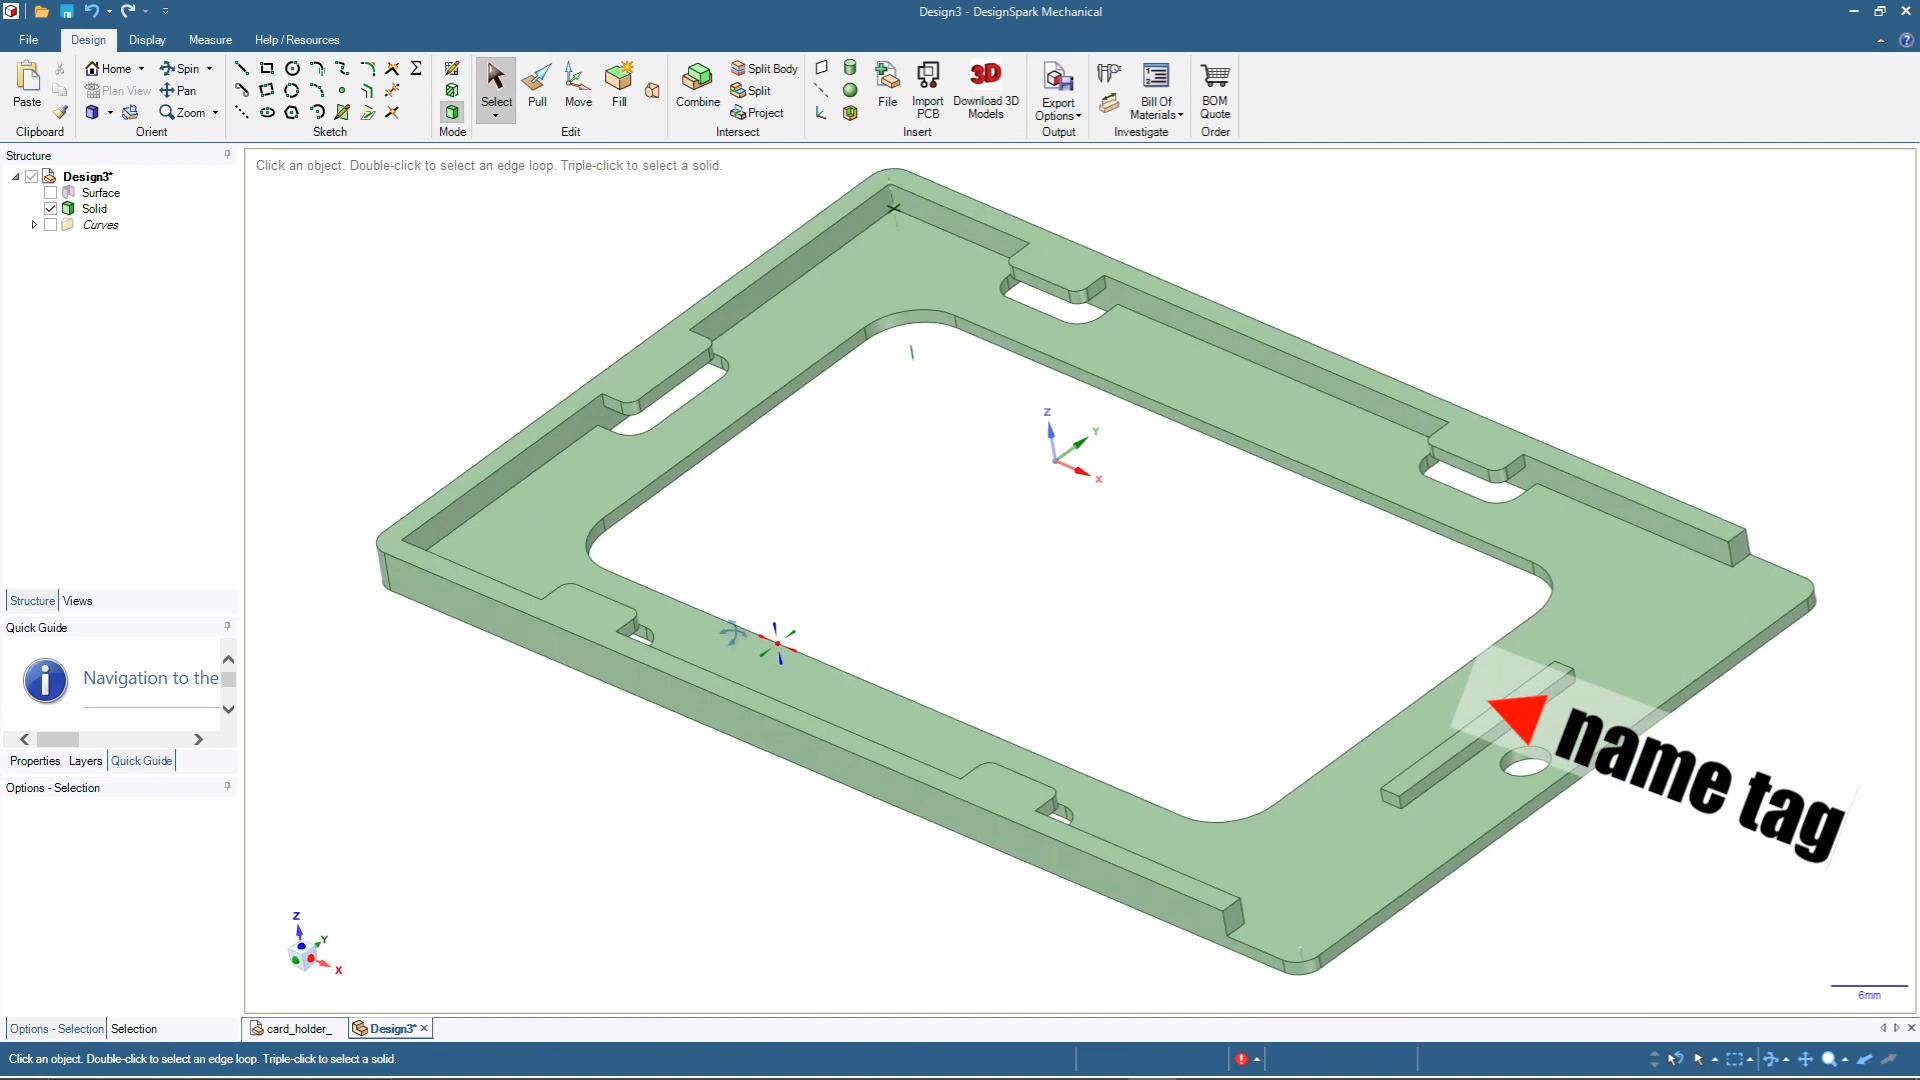 Design3 - DesignSpark Mechanical
File
Design
Display
Measure
Help / Resources
Paste
Home
Plan View
Spin
Pan
Zoom
Select
Pull
Move
Fill
Combine
Split Body
Split
Project
File
Import
PCB
Download 3D
Models
3D
Export
Options
Bill Of
Materials
BOM
Quote
Clipboard
Orient
Sketch
Mode
Edit
Intersect
Insert
Output
Investigate
Order
Structure
Design3*
Surface
Solid
Curves
Structure
Views
Quick Guide
Navigation to the
Properties
Layers
Quick Guide
Options - Selection
Options - Selection
Selection
Click an object. Double-click to select an edge loop. Triple-click to select a solid.
Z
Y
X
name tag
Z
Y
X
6mm
card_holder_
Design3*
Click an object. Double-click to select an edge loop. Triple-click to select a solid.